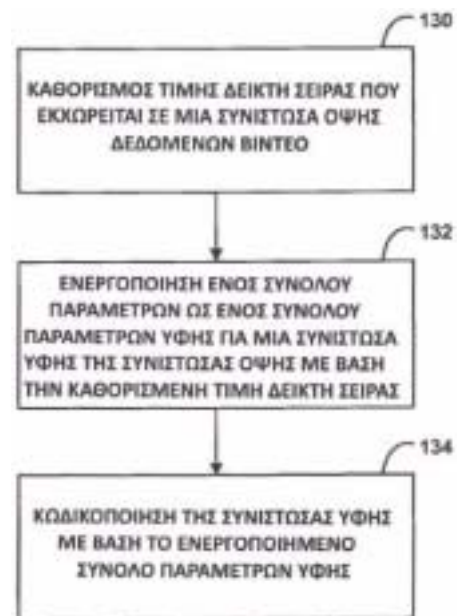 130
ΚΑΘΟΡΙΣΜΟΣ ΤΙΜΗΣ ΔΕΙΚΤΗ ΣΕΙΡΑΣ ΠΟΥ
ΕΚΧΩΡΕΙΤΑΙ ΣΕ ΜΙΑ ΣΥΝΙΣΤΩΣΑ ΟΨΗΣ
ΔΕΔΟΜΕΝΩΝ ΒΙΝΤΕΟ
132
ΕΝΕΡΓΟΠΟΙΗΣΗ ΕΝΟΣ ΣΥΝΟΛΟΥ
ΠΑΡΑΜΕΤΡΩΝ ΩΣ ΕΝΟΣ ΣΥΝΟΛΟΥ
ΠΑΡΑΜΕΤΡΩΝ ΥΦΗΣ ΓΙΑ ΜΙΑ ΣΥΝΙΣΤΩΣΑ
ΥΦΗΣ ΤΗΣ ΣΥΝΙΣΤΩΣΑΣ ΟΨΗΣ ΜΕ ΒΑΣΗ
ΤΗΝ ΚΑΘΟΡΙΣΜΕΝΗ ΤΙΜΗ ΔΕΙΚΤΗ ΣΕΙΡΑΣ
134
ΚΩΔΙΚΟΠΟΙΗΣΗ ΤΗΣ ΣΥΝΙΣΤΩΣΑΣ ΥΦΗΣ
ΜΕ ΒΑΣΗ ΤΟ ΕΝΕΡΓΟΠΟΙΗΜΕΝΟ
ΣΥΝΟΛΟ ΠΑΡΑΜΕΤΡΩΝ ΥΦΗΣ